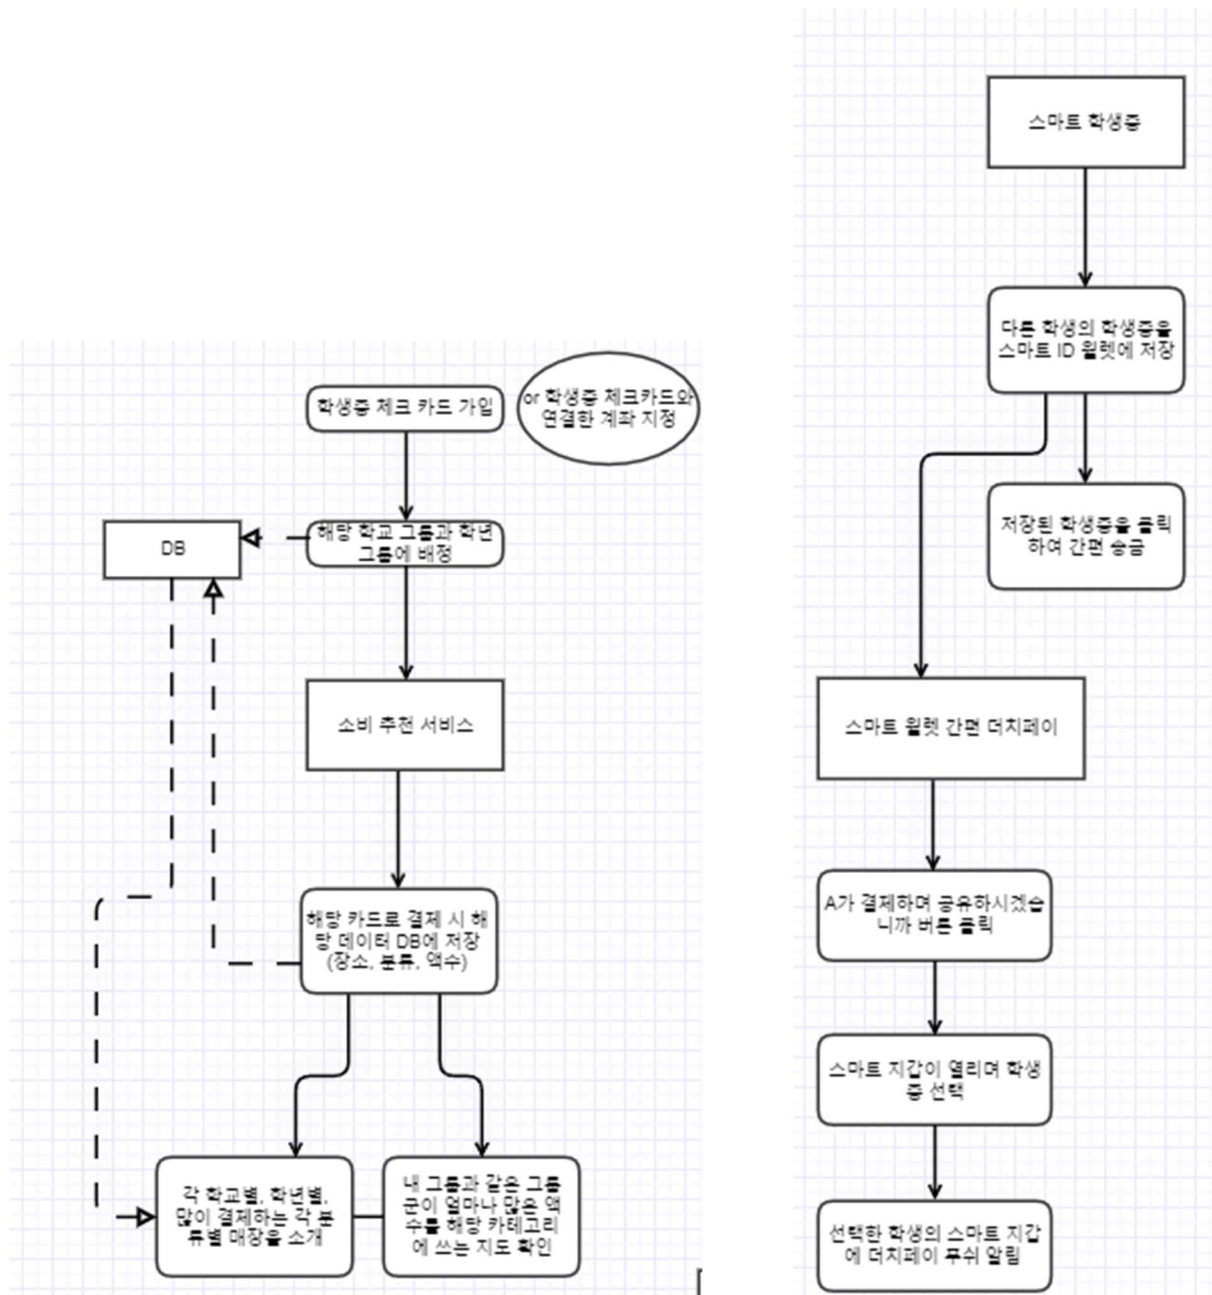 학생증 체크 카드 가입
or 학생증 체크카드와
연결한 계좌 지정
해당 학교 그룹과 학년
그룹에 배정
DB
소비 추천 서비스
해당 카드로 결제 시 해
당 데이터 DB에 저장
(장소, 분류, 액수)
각 학교별, 학년별,
많이 결제하는 각 분
류별 매장을 소개
내 그룹과 같은 그룹
군이 얼마나 많은 액
수를 해당 카테고리
에 쓰는 지도 확인
스마트 학생증
다른 학생의 학생증을
스마트 ID 월렛에 저장
저장된 학생증을 클릭
하여 간편 송금
스마트 월렛 간편 더치페이
A가 결제하며 공유하시겠습
니까 버튼 클릭
스마트 지갑이 열리며 학생
증 선택
선택한 학생의 스마트 지갑
에 더치페이 푸쉬 알림